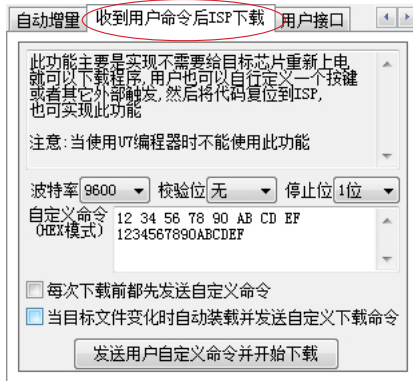 自动增量 收到用户命令后ISP下载 用户接口
此功能主要是实现不需要给目标芯片重新上电
就可以下载程序,用户也可以自行定义一个按键
或者其它外部触发,然后将代码复位到ISP,
也可实现此功能
注意:当使用U7编程器时不能使用此功能
波特率 9600 校验位 无 停止位 1位
自定义命令 12 34 56 78 90 AB CD EF
(HEX模式) 1234567890ABCDEF
每次下载前都先发送自定义命令
当目标文件变化时自动装载并发送自定义下载命令
发送用户自定义命令并开始下载